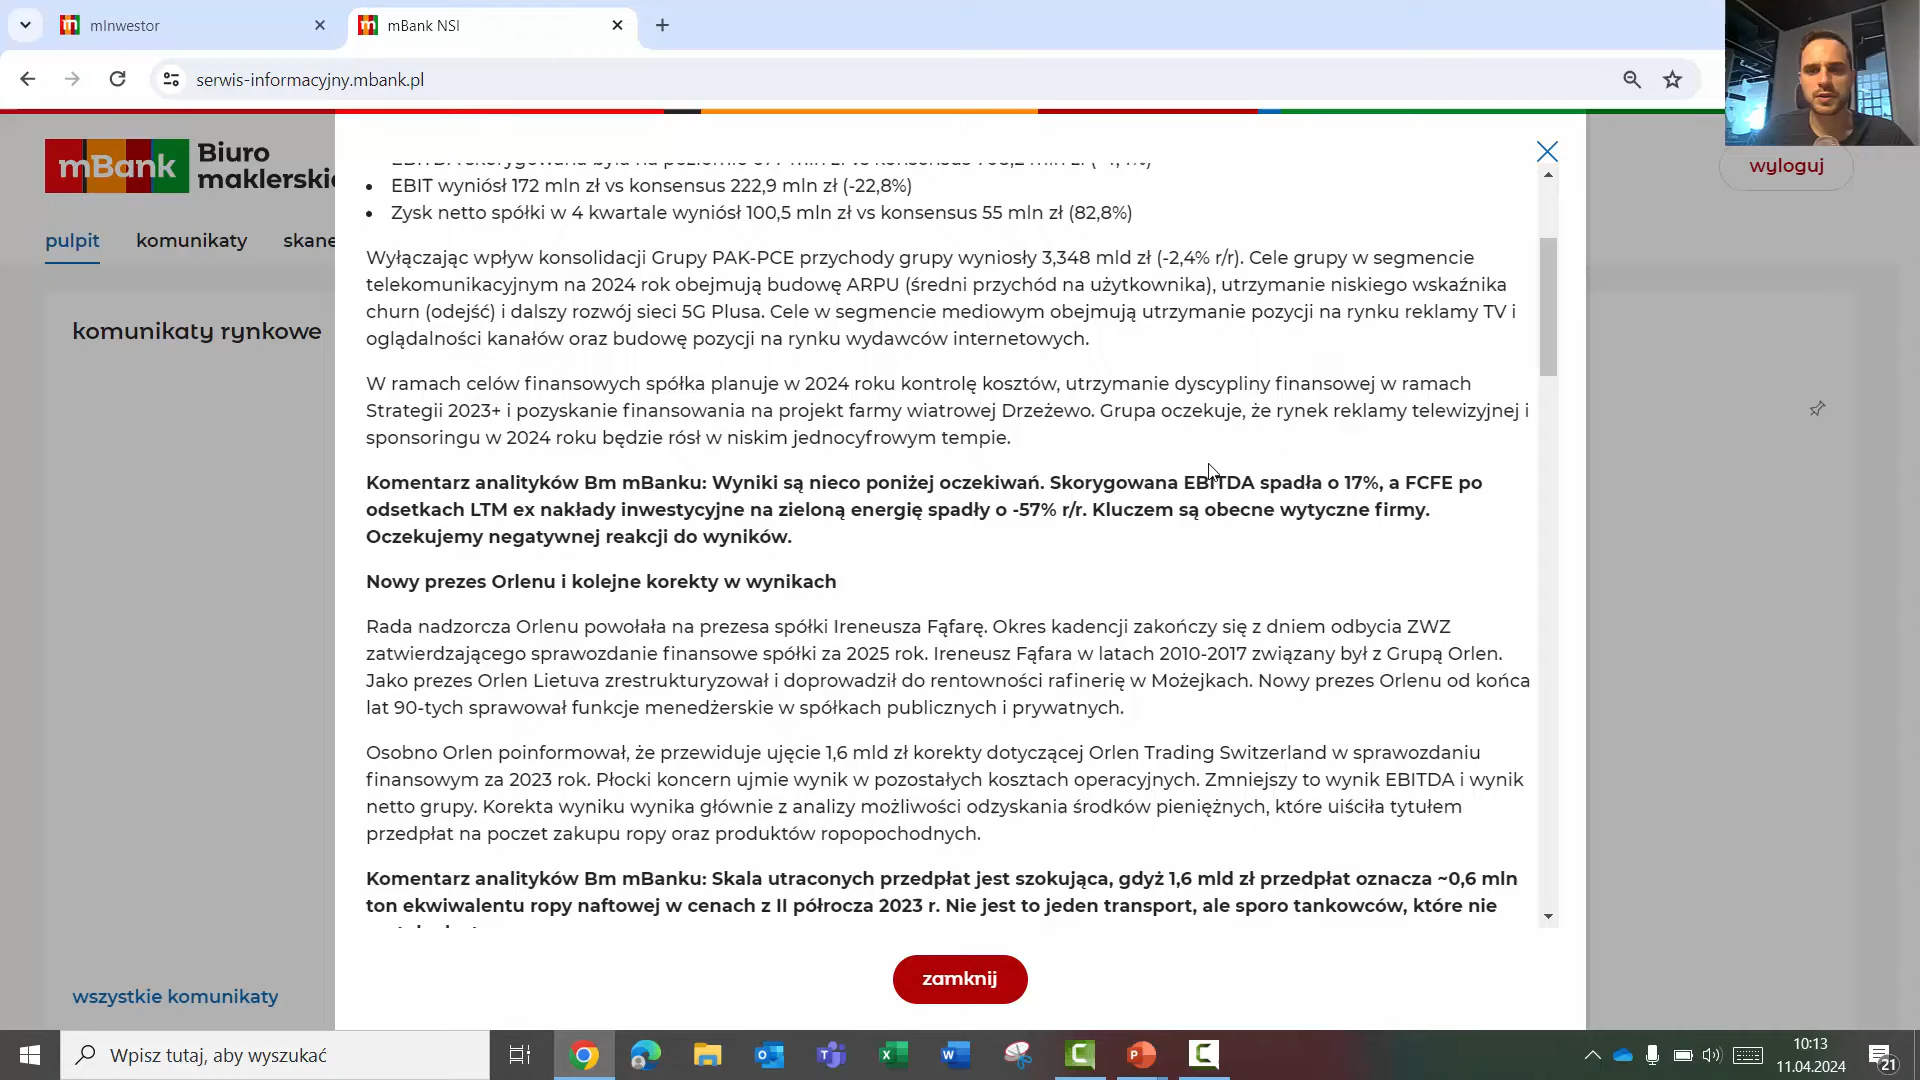 mInwestor
mBank NSI
serwis-informacyjny.mbank.pl
mBank
Biuro
maklerskie
wyloguj
pulpit
komunikaty
skane
komunikaty rynkowe
EBIT wyniósł 172 mln zł vs konsensus 222,9 mln zł (-22,8%)
Zysk netto spółki w 4 kwartale wyniósł 100,5 mln zł vs konsensus 55 mln zł (82,8%)
Wyłączając wpływ konsolidacji Grupy PAK-PCE przychody grupy wyniosły 3,348 mld zł (-2,4% r/r). Cele grupy w segmencie
telekomunikacyjnym na 2024 rok obejmują budowę ARPU (średni przychód na użytkownika), utrzymanie niskiego wskaźnika
churn (odejść) i dalszy rozwój sieci 5G Plusa. Cele w segmencie mediowym obejmują utrzymanie pozycji na rynku reklamy TV i
oglądalności kanałów oraz budowę pozycji na rynku wydawców internetowych.
W ramach celów finansowych spółka planuje w 2024 roku kontrolę kosztów, utrzymanie dyscypliny finansowej w ramach
Strategii 2023+ i pozyskanie finansowania na projekt farmy wiatrowej Drzeżewo. Grupa oczekuje, że rynek reklamy telewizyjnej i
sponsoringu w 2024 roku będzie rósł w niskim jednocyfrowym tempie.
Komentarz analityków Bm mBanku: Wyniki są nieco poniżej oczekiwań. Skorygowana EBITDA spadła o 17%, a FCFE po
odsetkach LTM ex nakłady inwestycyjne na zieloną energię spadły o -57% r/r. Kluczem są obecne wytyczne firmy.
Oczekujemy negatywnej reakcji do wyników.
Nowy prezes Orlenu i kolejne korekty w wynikach
Rada nadzorcza Orlenu powołała na prezesa spółki Ireneusza Fąfarę. Okres kadencji zakończy się z dniem odbycia ZWZ
zatwierdzającego sprawozdanie finansowe spółki za 2025 rok. Ireneusz Fąfara w latach 2010-2017 związany był z Grupą Orlen.
Jako prezes Orlen Lietuva zrestrukturyzował i doprowadził do rentowności rafinerię w Możejkach. Nowy prezes Orlenu od końca
lat 90-tych sprawował funkcje menedżerskie w spółkach publicznych i prywatnych.
Osobno Orlen poinformował, że przewiduje ujęcie 1,6 mld zł korekty dotyczącej Orlen Trading Switzerland w sprawozdaniu
finansowym za 2023 rok. Płocki koncern ujmie wynik w pozostałych kosztach operacyjnych. Zmniejszy to wynik EBITDA i wynik
netto grupy. Korekta wyniku wynika głównie z analizy możliwości odzyskania środków pieniężnych, które uiściła tytułem
przedpłat na poczet zakupu ropy oraz produktów ropopochodnych.
Komentarz analityków Bm mBanku: Skala utraconych przedpłat jest szokująca, gdyż 1,6 mld zł przedpłat oznacza ~0,6 mln
ton ekwiwalentu ropy naftowej w cenach z II półrocza 2023 r. Nie jest to jeden transport, ale sporo tankowców, które nie
wszystkie komunikaty
zamknij
Wpisz tutaj, aby wyszukać
10:13
11.04.2024
21